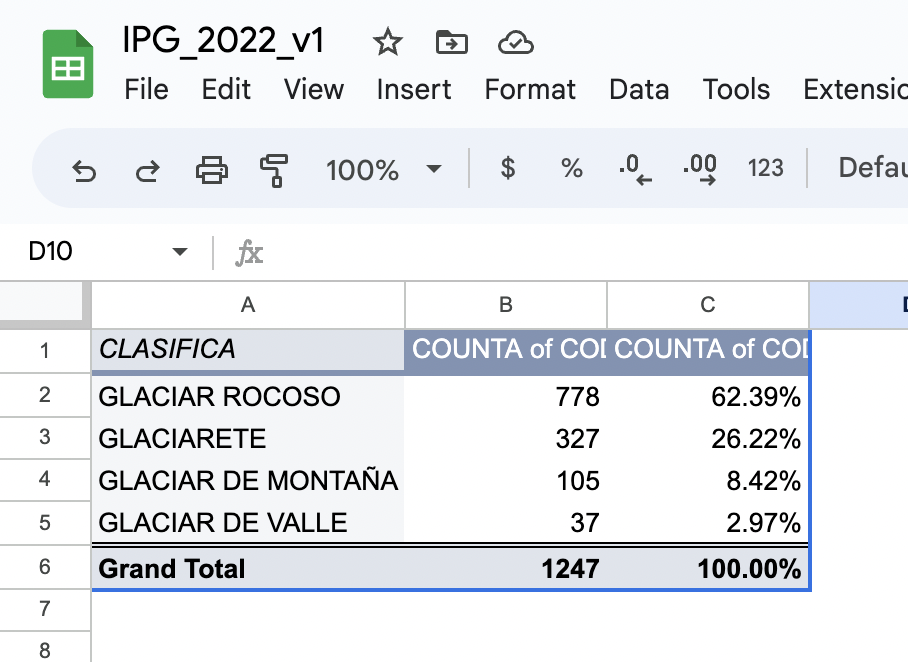 IPG_2022_v1
File Edit View Insert Format Data Tools Extensio
100% $ % .0 .00 123 Defau
D10 fx
A B C
1 CLASIFICA COUNTA of COD COUNTA of COD
2 GLACIAR ROCOSO 778 62.39%
3 GLACIARETE 327 26.22%
4 GLACIAR DE MONTAÑA 105 8.42%
5 GLACIAR DE VALLE 37 2.97%
6 Grand Total 1247 100.00%
7
8